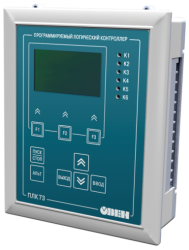 ПРОГРАММИРУЕМЫЙ ЛОГИЧЕСКИЙ КОНТРОЛЛЕР
К1
К2
К3
К4
К5
К6
F1 F2 F3
ПУСК СТОП
АЛЬТ ВЫХОД ВВОД
ПЛК 73 ОВЕН